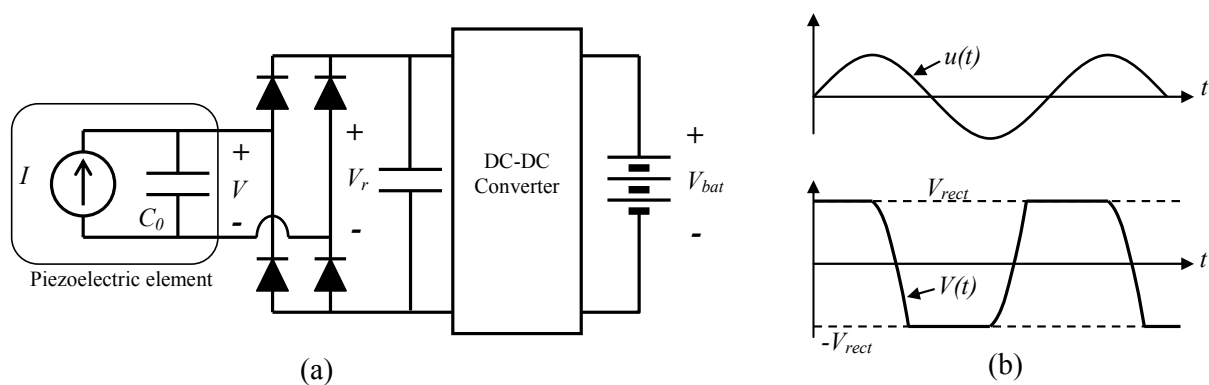 I
C0
+
V
-
Piezoelectric element
+
Vr
-
DC-DC
Converter
+
Vbat
-
(a)
u(t)
t
Vrect
t
V(t)
-Vrect
(b)